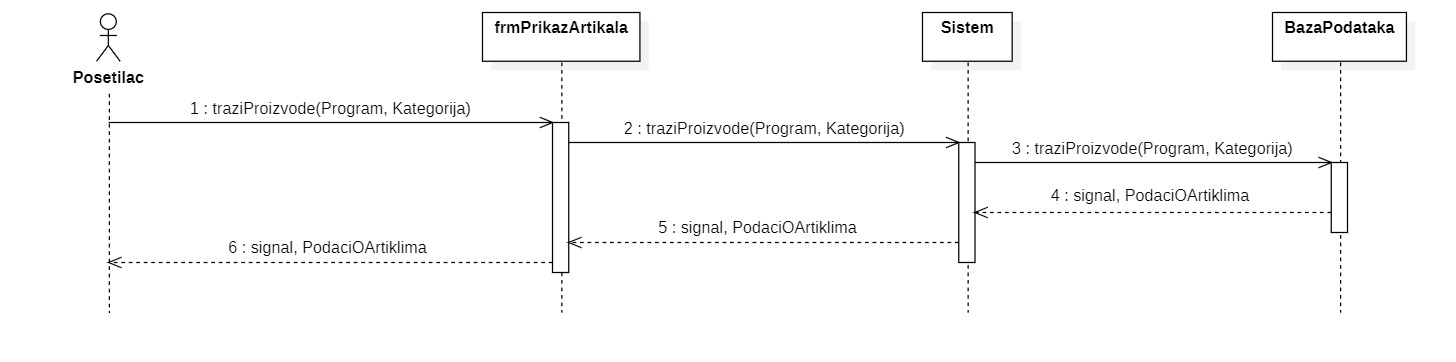 frmPrikazArtikala
Sistem
BazaPodataka
Posetilac
1 : traziProizvode(Program, Kategorija)
2 : traziProizvode(Program, Kategorija)
3 : traziProizvode(Program, Kategorija)
4 : signal, PodaciOArtiklima
5 : signal, PodaciOArtiklima
6 : signal, PodaciOArtiklima